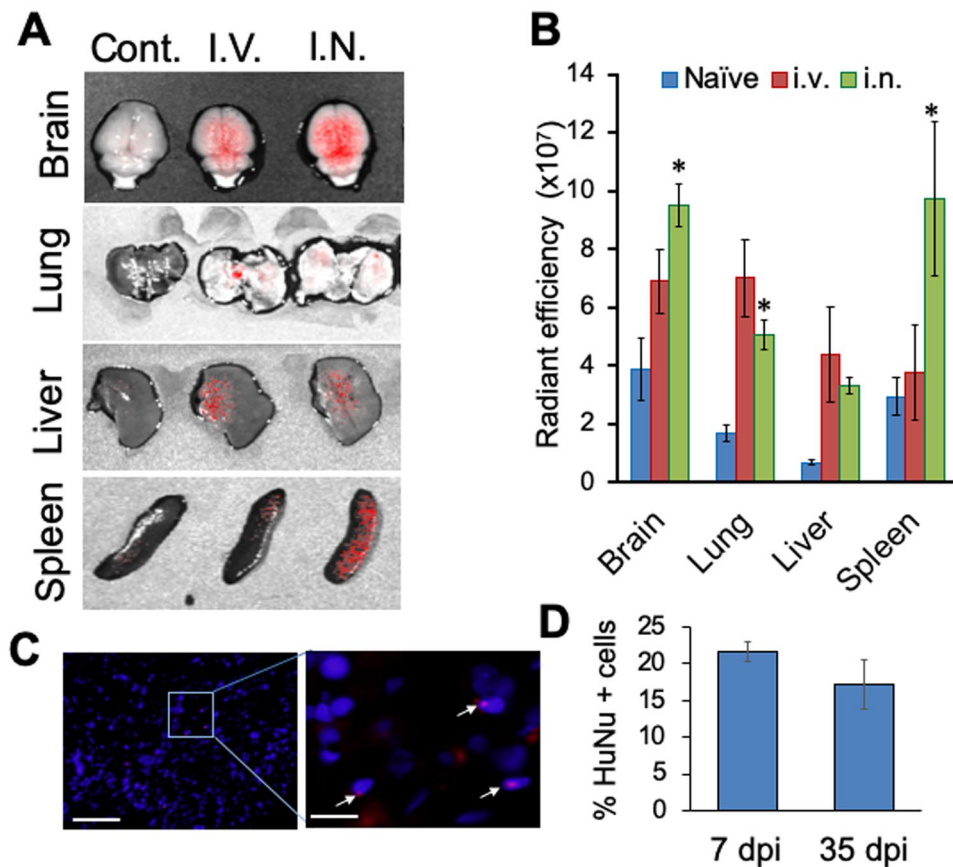 A
Cont. I.V. I.N.
Brain
Lung
Liver
Spleen
B
Radiant efficiency (x10⁷)
Naïve i.v. i.n.
14
12
10
8
6
4
2
0
*
*
*
Brain Lung Liver Spleen
C
D
% HuNu + cells
25
20
15
10
5
0
7 dpi 35 dpi